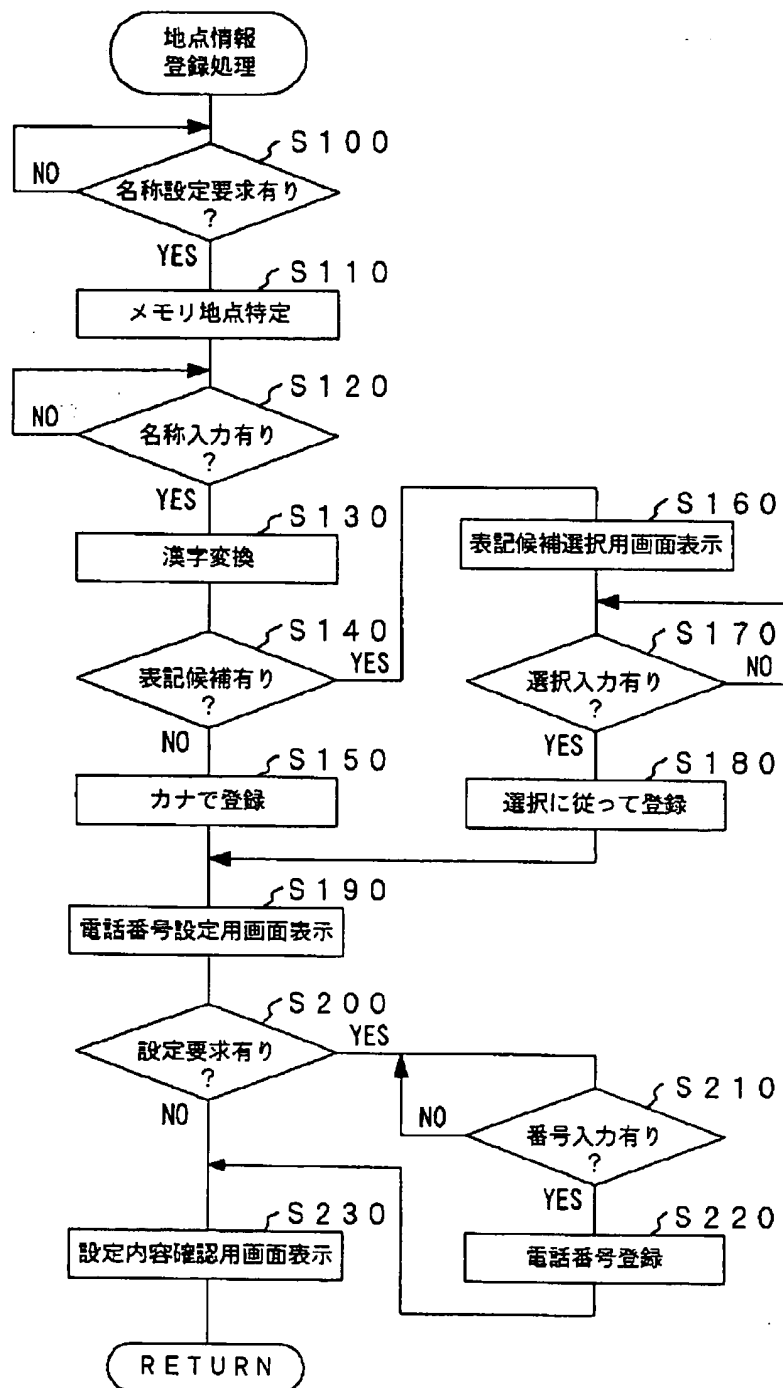 地点情報
登録処理
S100
NO
名称設定要求有り
?
YES
S110
メモリ地点特定
S120
NO
名称入力有り
?
YES
S130
漢字変換
S140
表記候補有り
?
YES
NO
S150
カナで登録
S160
表記候補選択用画面表示
S170
選択入力有り
?
NO
YES
S180
選択に従って登録
S190
電話番号設定用画面表示
S200
設定要求有り
?
YES
NO
S210
NO
番号入力有り
?
YES
S220
電話番号登録
S230
設定内容確認用画面表示
RETURN